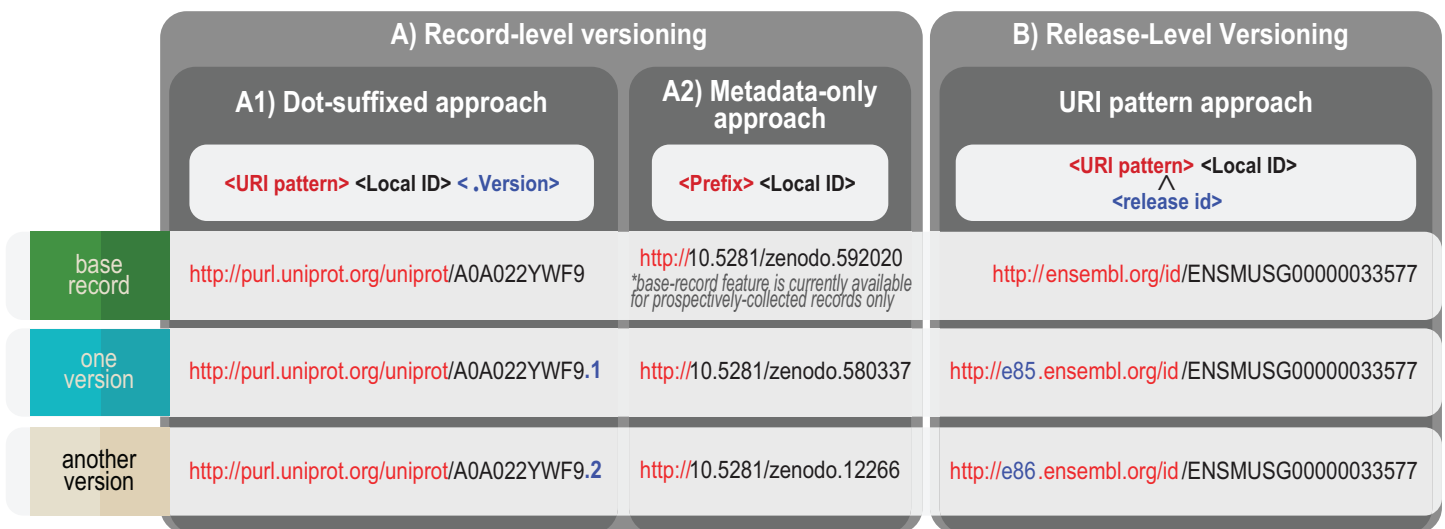 A) Record-level versioning
B) Release-Level Versioning
A1) Dot-suffixed approach
A2) Metadata-only
approach
URI pattern approach
<URI pattern> <Local ID> < .Version>
<Prefix> <Local ID>
<URI pattern> <Local ID>
^
<release id>
base
record
http://purl.uniprot.org/uniprot/A0A022YWF9
http://10.5281/zenodo.592020
*base-record feature is currently available
for prospectively-collected records only
http://ensembl.org/id/ENSMUSG00000033577
one
version
http://purl.uniprot.org/uniprot/A0A022YWF9.1
http://10.5281/zenodo.580337
http://e85.ensembl.org/id/ENSMUSG00000033577
another
version
http://purl.uniprot.org/uniprot/A0A022YWF9.2
http://10.5281/zenodo.12266
http://e86.ensembl.org/id/ENSMUSG00000033577